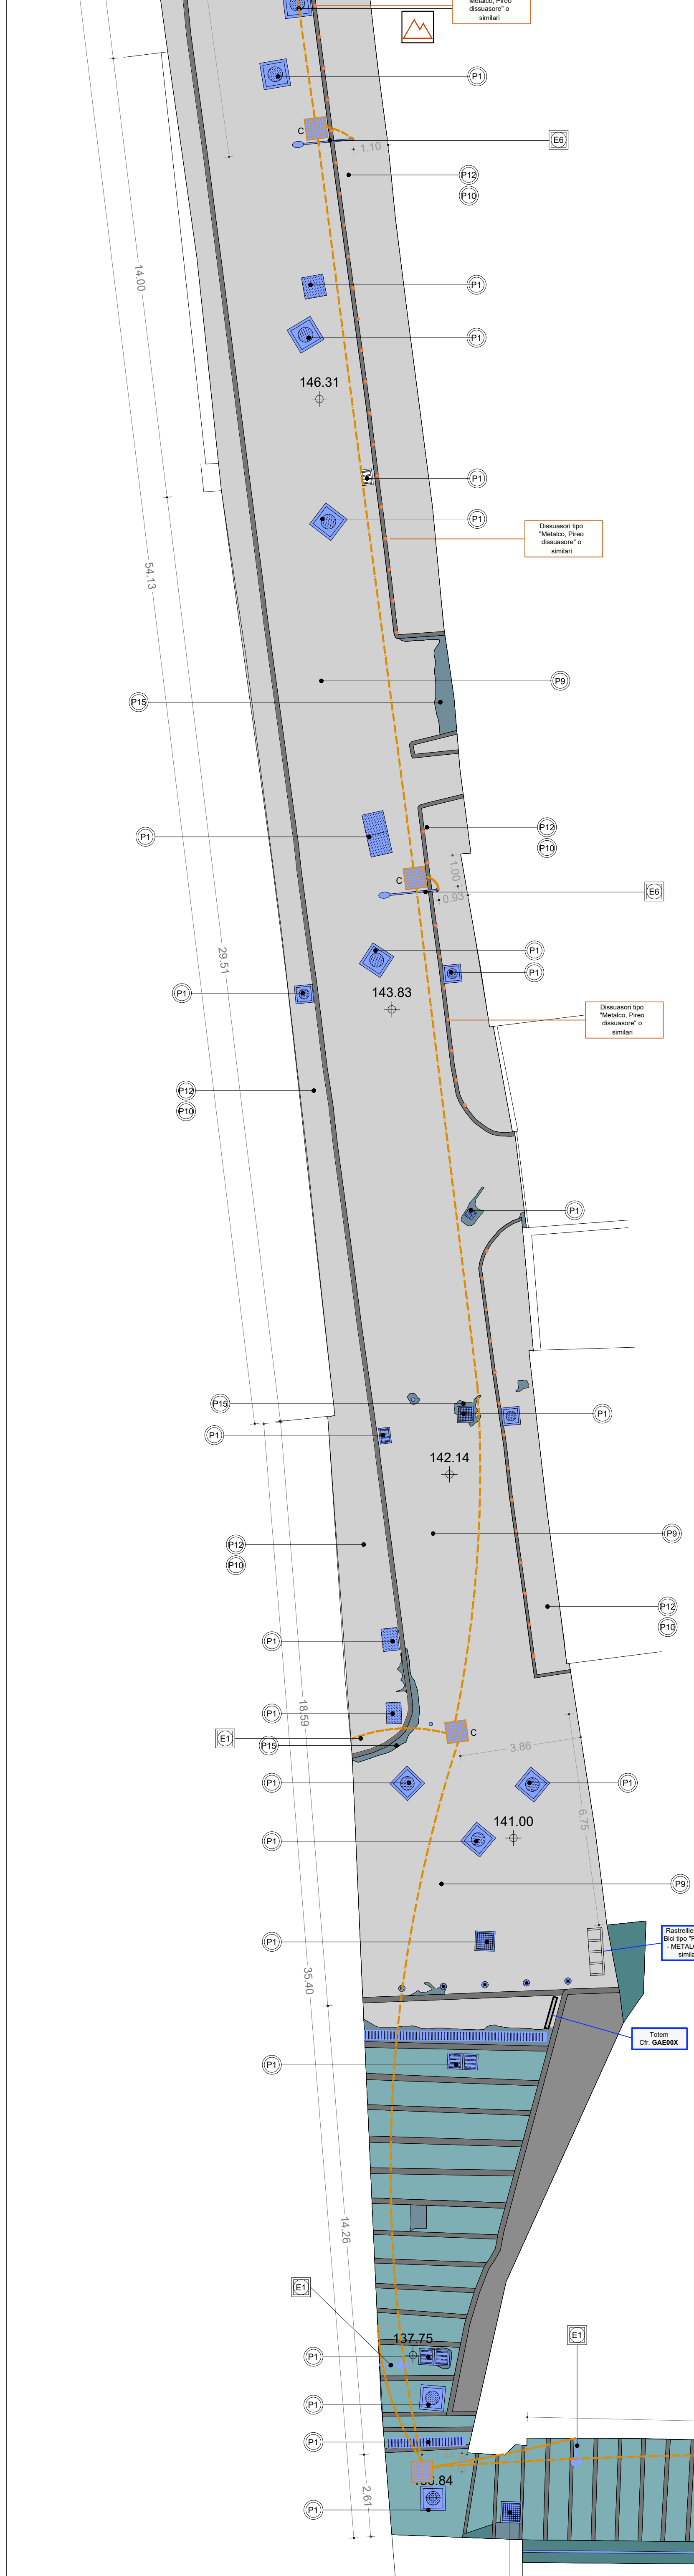 "Metalco, Pireo
dissuasore" o
similari
P1
C
E6
1.10
P12
P10
14.00
P1
P1
146.31
P1
P1
Dissuasori tipo
"Metalco, Pireo
dissuasore" o
similari
54.13
P9
P15
P12
P1
P10
1.00
C
E6
0.93
P1
29.51
P1
P1
143.83
Dissuasori tipo
"Metalco, Pireo
dissuasore" o
similari
P12
P10
P1
P15
P1
P1
142.14
P9
P12
P10
P12
P10
P1
18.59
P1
C
E1
P15
3.86
P1
P1
6.75
141.00
P1
P9
P1
Bici tipo
- METAL
35.40
Totem
Cfr. GAE00X
P1
14.26
E1
E1
137.75
P1
P1
P1
2.61
P1